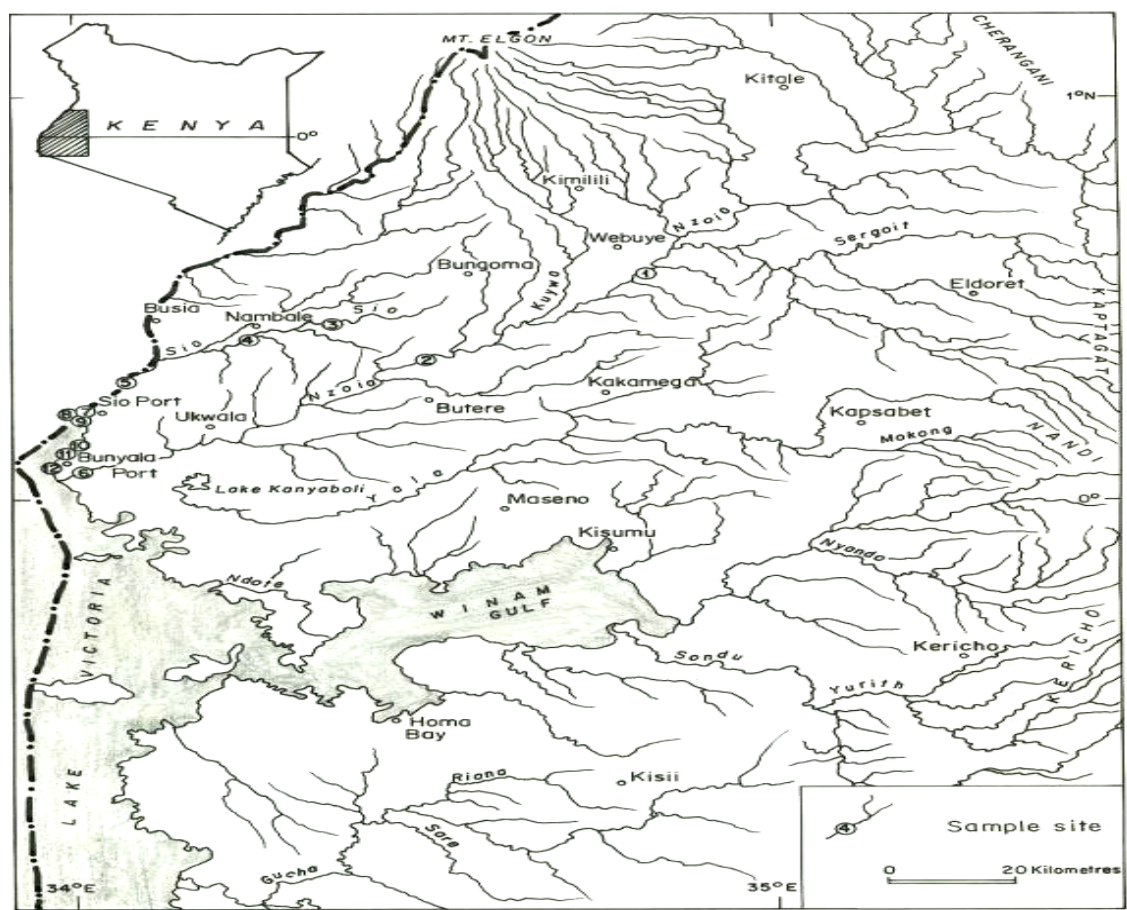 MT. ELGON
CHERANGANI
Kitale
1°N
KENYA
0°
Kimilili
Nzoia
Webuye
Sergoit
Bungoma
Kuywa
1
Eldoret
KAPTAGAT
Busia
Nambale
3
Sio
4
Sio
2
5
Nzoia
Kakamega
Sio Port
8
7
9
Ukwala
Butere
Kapsabet
Mokong
NANDI
10
11
Bunyala
Port
12
6
Lake Kanyaboli
Yala
Maseno
0°
Kisumu
Nyando
Ndate
WINAM
GULF
LAKE VICTORIA
Kericho
KERICHO
Sondu
Yurith
Homa
Bay
Riana
Kisii
Sare
Gucha
4
Sample site
0
20 Kilometres
34°E
35°E